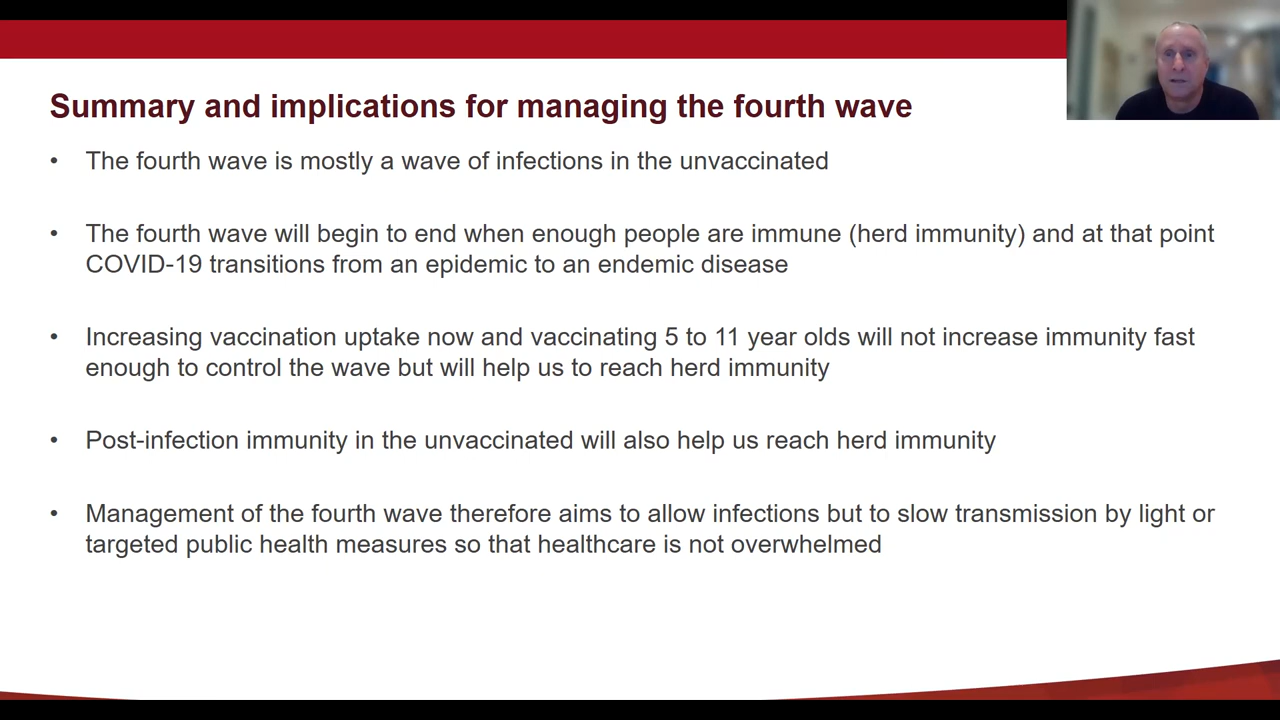 Summary and implications for managing the fourth wave
• The fourth wave is mostly a wave of infections in the unvaccinated
• The fourth wave will begin to end when enough people are immune (herd immunity) and at that point
COVID-19 transitions from an epidemic to an endemic disease
• Increasing vaccination uptake now and vaccinating 5 to 11 year olds will not increase immunity fast
enough to control the wave but will help us to reach herd immunity
• Post-infection immunity in the unvaccinated will also help us reach herd immunity
• Management of the fourth wave therefore aims to allow infections but to slow transmission by light or
targeted public health measures so that healthcare is not overwhelmed